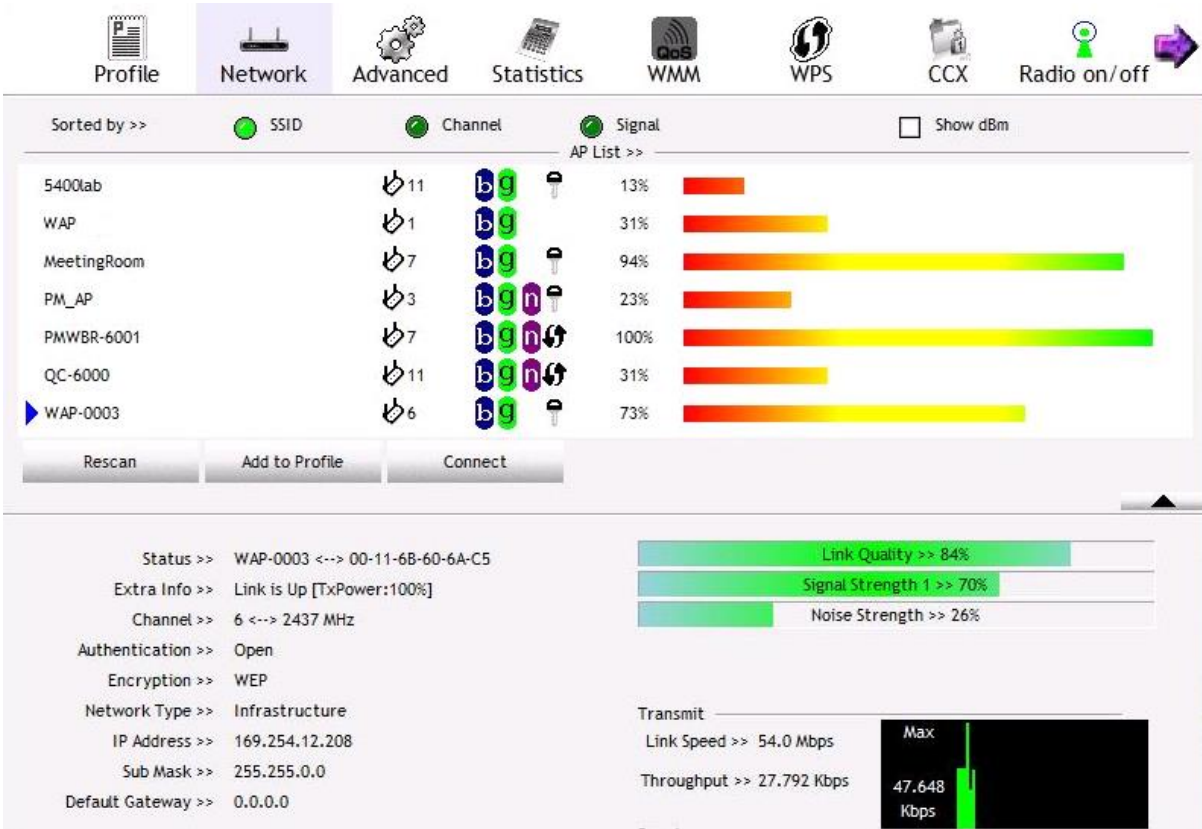 Profile Network Advanced Statistics QoS WMM WPS CCX Radio on/off
Sorted by >> SSID Channel Signal Show dBm
AP List >>
5400lab 11 b g 13%
WAP 1 b g 31%
MeetingRoom 7 b g 94%
PM_AP 3 b g n 23%
PMWBR-6001 7 b g n 100%
QC-6000 11 b g n 31%
WAP-0003 6 b g 73%
Rescan Add to Profile Connect
Status >> WAP-0003 <--> 00-11-6B-60-6A-C5
Extra Info >> Link is Up [TxPower:100%]
Channel >> 6 <--> 2437 MHz
Authentication >> Open
Encryption >> WEP
Network Type >> Infrastructure
IP Address >> 169.254.12.208
Sub Mask >> 255.255.0.0
Default Gateway >> 0.0.0.0
Link Quality >> 84%
Signal Strength 1 >> 70%
Noise Strength >> 26%
Transmit
Link Speed >> 54.0 Mbps
Throughput >> 27.792 Kbps
Max
47.648
Kbps